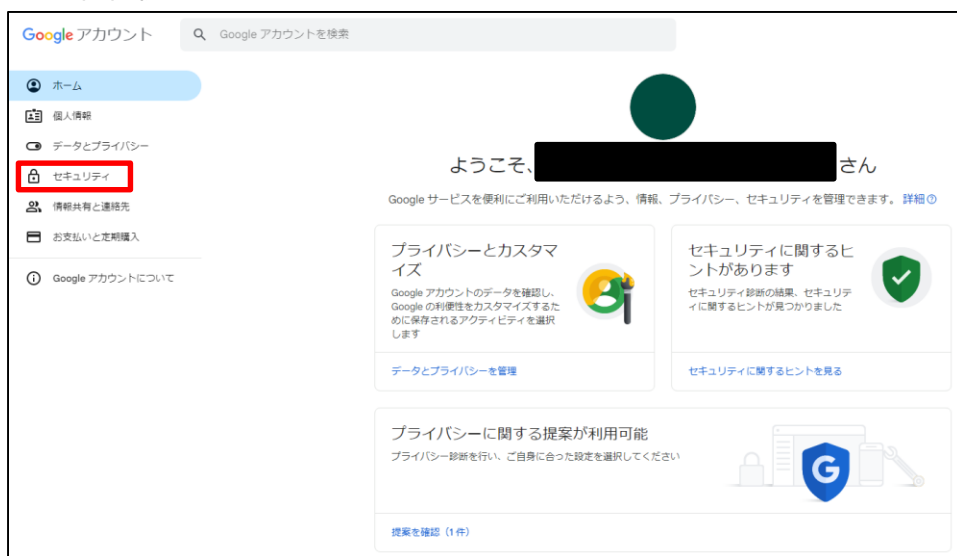 Google アカウント
Google アカウントを検索
ホーム
個人情報
データとプライバシー
セキュリティ
情報共有と連絡先
お支払いと定期購入
Google アカウントについて
ようこそ、 さん
Google サービスを便利にご利用いただけるよう、情報、プライバシー、セキュリティを管理できます。 詳細
プライバシーとカスタマ
イズ
Google アカウントのデータを確認し、
Google の利便性をカスタマイズするた
めに保存されるアクティビティを選択
します
データとプライバシーを管理
セキュリティに関するヒ
ントがあります
セキュリティ診断の結果、セキュリテ
ィに関するヒントが見つかりました
セキュリティに関するヒントを見る
プライバシーに関する提案が利用可能
プライバシー診断を行い、ご自身に合った設定を選択してください
G
提案を確認（1 件）